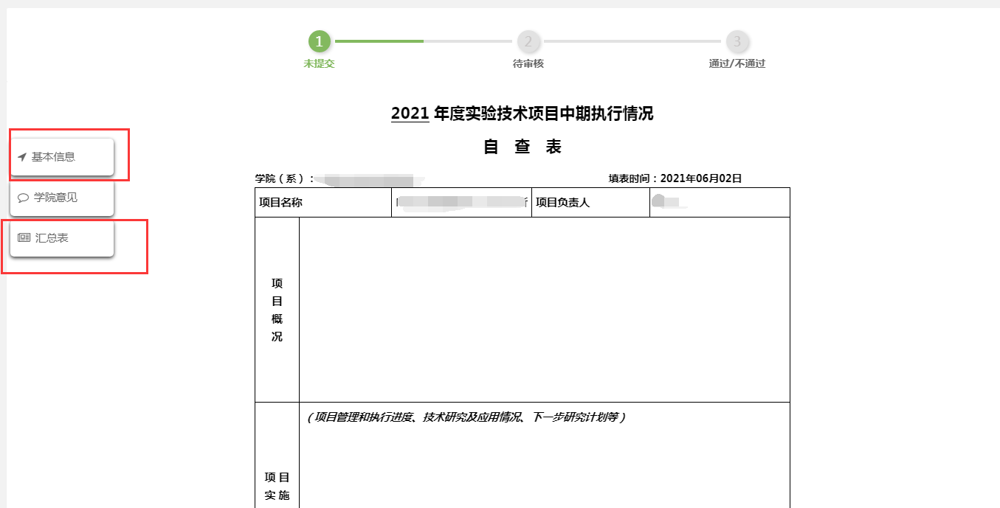 1
2
3
未提交
待审核
通过/不通过
2021 年度实验技术项目中期执行情况
自 查 表
基本信息
学院意见
汇总表
学院（系）：
填表时间：2021年06月02日
项目名称
项目负责人
项
目
概
况
（项目管理和执行进度、技术研究及应用情况、下一步研究计划等）
项 目
实 施